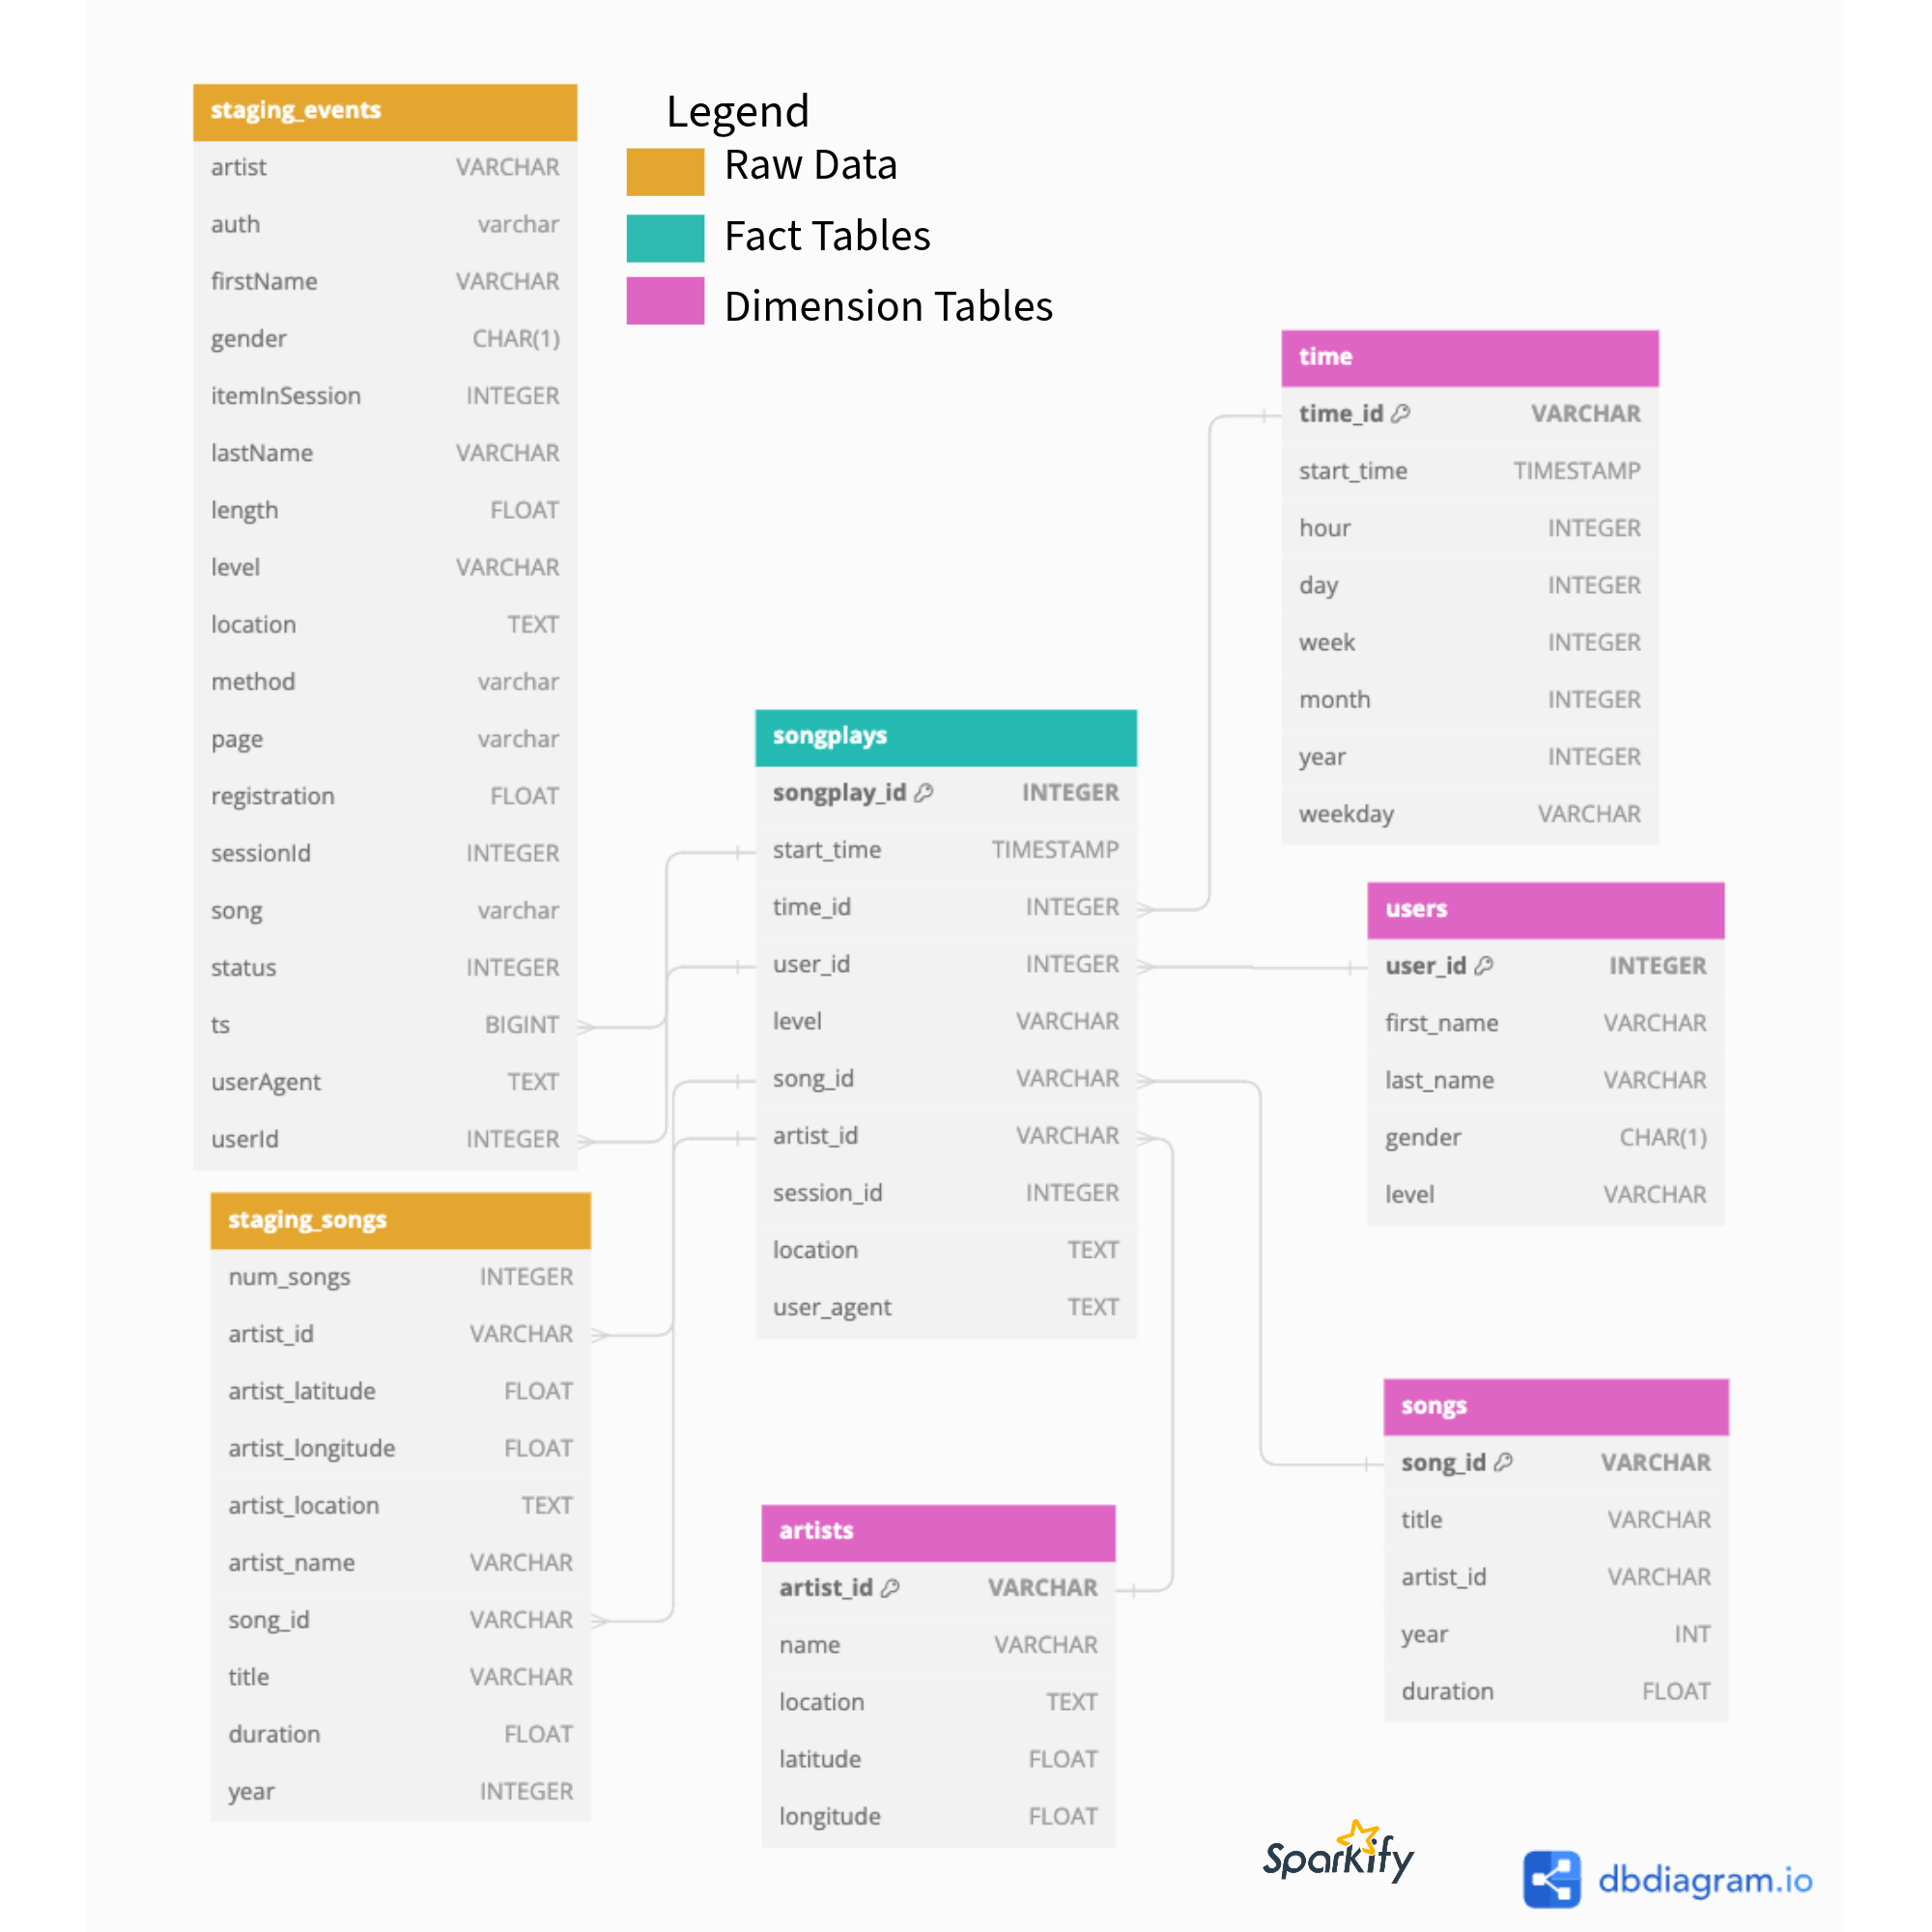 staging_events
artist VARCHAR
auth varchar
firstName VARCHAR
gender CHAR(1)
itemInSession INTEGER
lastName VARCHAR
length FLOAT
level VARCHAR
location TEXT
method varchar
page varchar
registration FLOAT
sessionId INTEGER
song varchar
status INTEGER
ts BIGINT
userAgent TEXT
userId INTEGER
staging_songs
num_songs INTEGER
artist_id VARCHAR
artist_latitude FLOAT
artist_longitude FLOAT
artist_location TEXT
artist_name VARCHAR
song_id VARCHAR
title VARCHAR
duration FLOAT
year INTEGER
Legend
Raw Data
Fact Tables
Dimension Tables
songplays
songplay_id INTEGER
start_time TIMESTAMP
time_id INTEGER
user_id INTEGER
level VARCHAR
song_id VARCHAR
artist_id VARCHAR
session_id INTEGER
location TEXT
user_agent TEXT
artists
artist_id VARCHAR
name VARCHAR
location TEXT
latitude FLOAT
longitude FLOAT
time
time_id VARCHAR
start_time TIMESTAMP
hour INTEGER
day INTEGER
week INTEGER
month INTEGER
year INTEGER
weekday VARCHAR
users
user_id INTEGER
first_name VARCHAR
last_name VARCHAR
gender CHAR(1)
level VARCHAR
songs
song_id VARCHAR
title VARCHAR
artist_id VARCHAR
year INT
duration FLOAT
Sparkify
dbdiagram.io